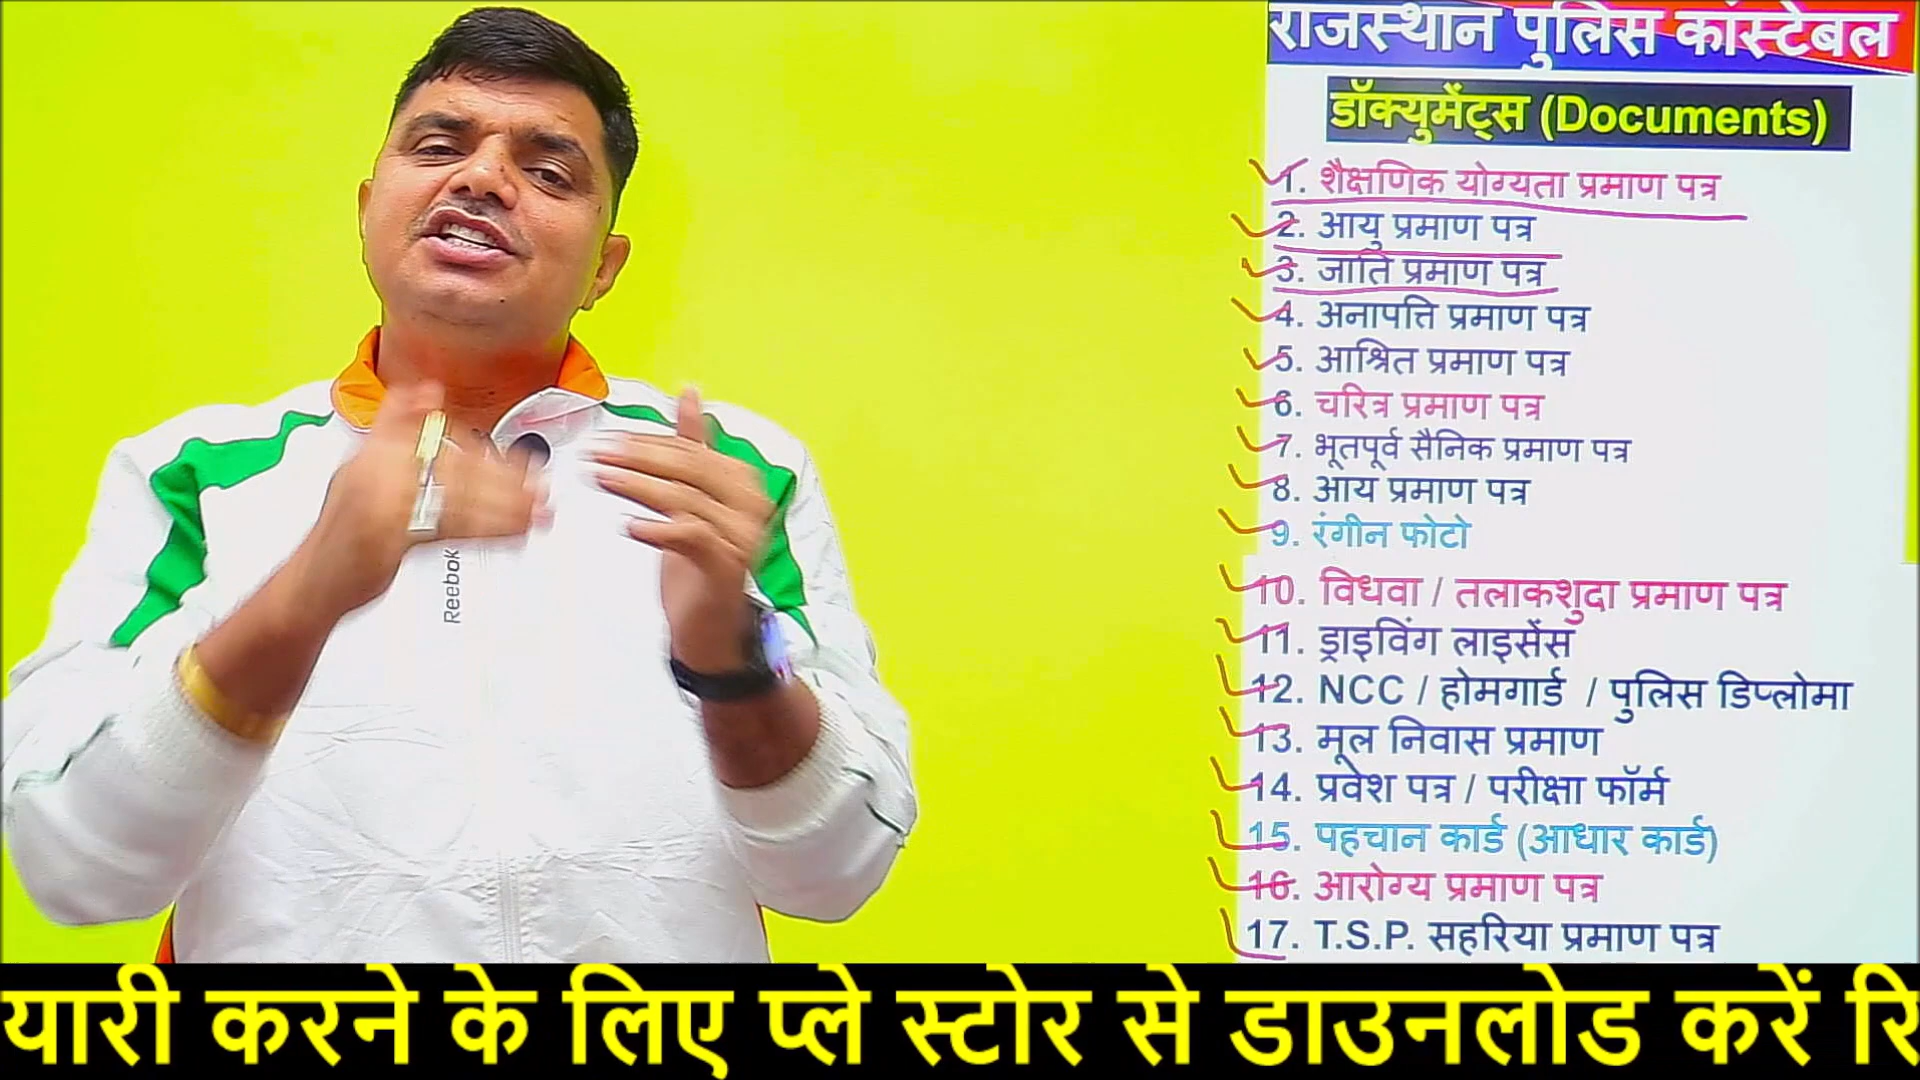 राजस्थान पुलिस कांस्टेबल
डॉक्युमेंट्स (Documents)
1. शैक्षणिक योग्यता प्रमाण पत्र
2. आयु प्रमाण पत्र
3. जाति प्रमाण पत्र
4. अनापत्ति प्रमाण पत्र
5. आश्रित प्रमाण पत्र
6. चरित्र प्रमाण पत्र
7. भूतपूर्व सैनिक प्रमाण पत्र
8. आय प्रमाण पत्र
9. रंगीन फोटो
10. विधवा / तलाकशुदा प्रमाण पत्र
11. ड्राइविंग लाइसेंस
12. NCC / होमगार्ड / पुलिस डिप्लोमा
13. मूल निवास प्रमाण
14. प्रवेश पत्र / परीक्षा फॉर्म
15. पहचान कार्ड (आधार कार्ड)
16. आरोग्य प्रमाण पत्र
17. T.S.P. सहरिया प्रमाण पत्र
Reebok
यारी करने के लिए प्ले स्टोर से डाउनलोड करें रि